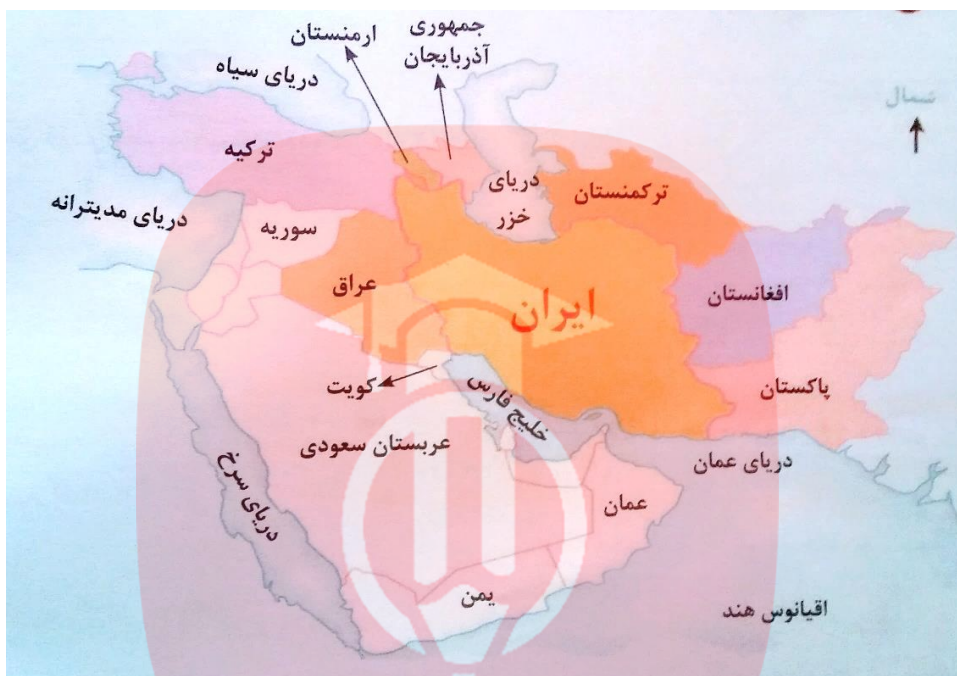 جمهوری
آذربایجان
ارمنستان
دریای سیاه
شمال
ترکیه
دریای
خزر
ترکمنستان
دریای مدیترانه
سوریه
عراق
ایران
افغانستان
کویت
خلیج فارس
پاکستان
عربستان سعودی
دریای عمان
دریای سرخ
عمان
یمن
اقیانوس هند